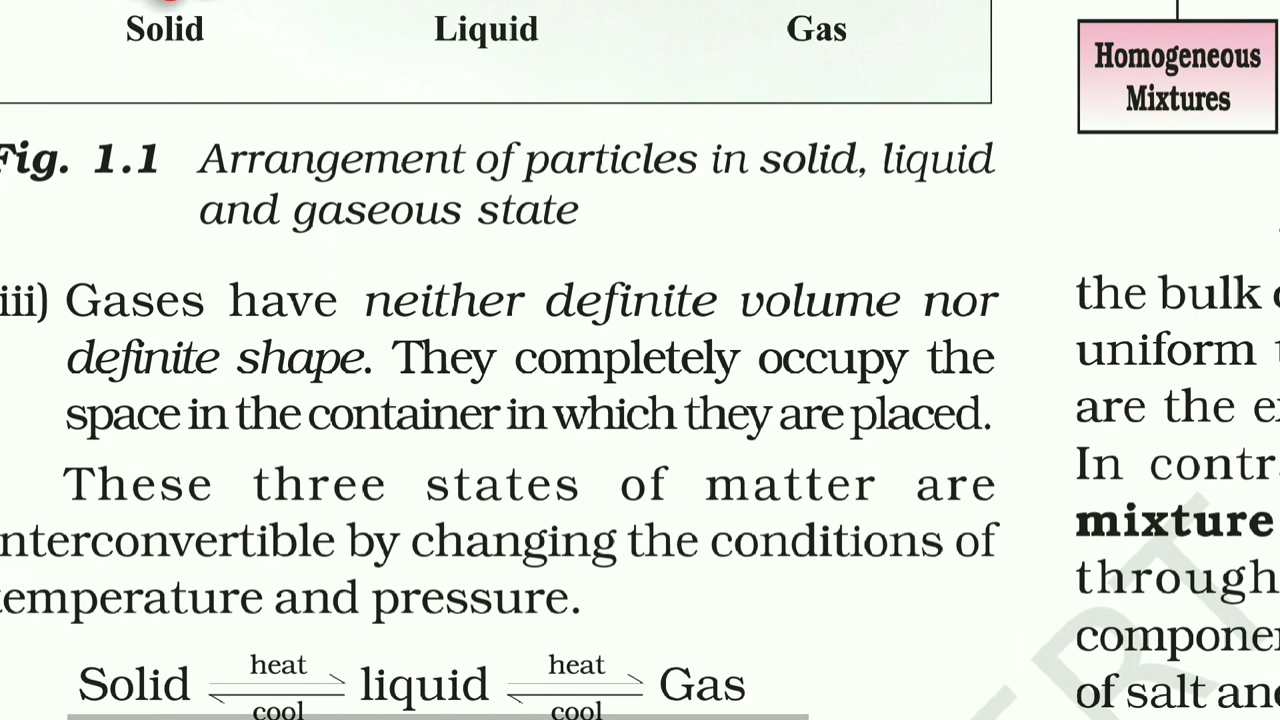 Solid Liquid Gas
Fig. 1.1 Arrangement of particles in solid, liquid
and gaseous state
iii) Gases have neither definite volume nor
definite shape. They completely occupy the
space in the container in which they are placed.
These three states of matter are
nterconvertible by changing the conditions of
temperature and pressure.
Solid heat cool liquid heat cool Gas
Homogeneous
Mixtures
the bulk
uniform
are the
In contr
mixture
through
componen
of salt and